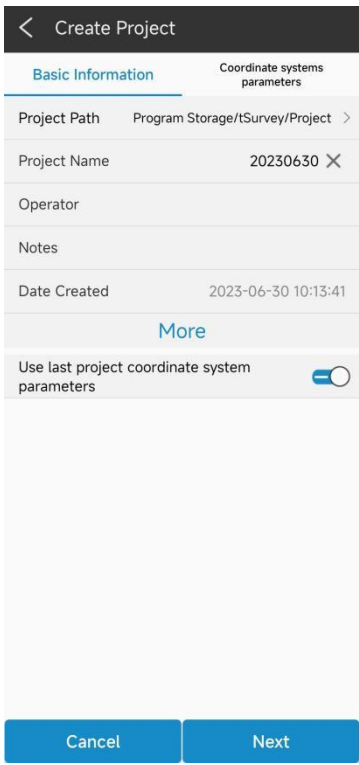 Create Project
Basic Information
Coordinate systems
parameters
Project Path Program Storage/tSurvey/Project
Project Name 20230630
Operator
Notes
Date Created 2023-06-30 10:13:41
More
Use last project coordinate system
parameters
Cancel Next